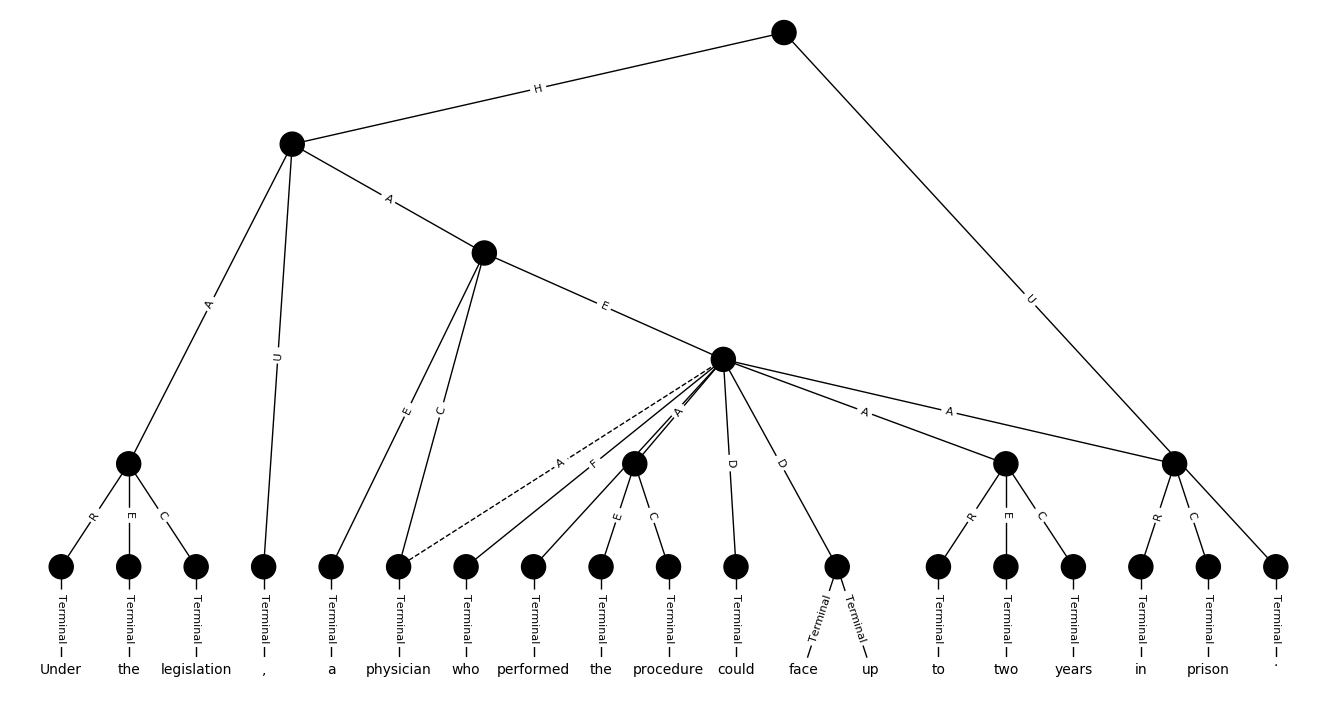 H
A
A
E
U
A
U
E
C
A
F
A
D
D
A
A
R
E
C
E
C
R
E
C
R
C
Terminal Terminal Terminal Terminal Terminal Terminal Terminal Terminal Terminal Terminal Terminal Terminal Terminal Terminal Terminal Terminal Terminal Terminal Terminal
Under the legislation , a physician who performed the procedure could face up to two years in prison .